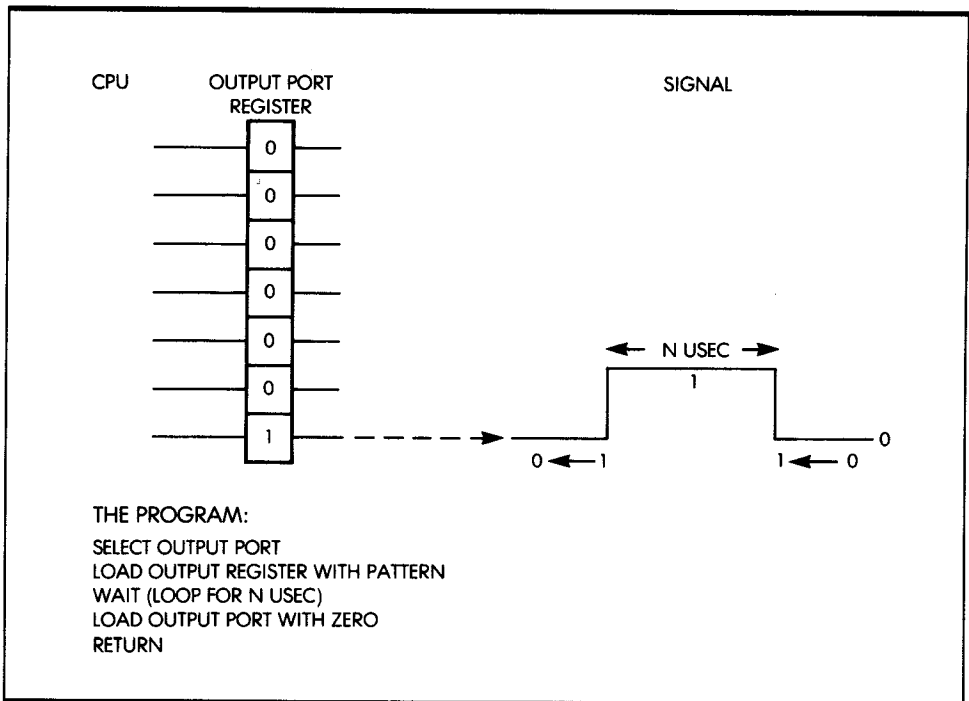 CPU
OUTPUT PORT
REGISTER
SIGNAL
0
0
0
0
0
0
1
N USEC
1
0
0 1
1 0
THE PROGRAM:
SELECT OUTPUT PORT
LOAD OUTPUT REGISTER WITH PATTERN
WAIT (LOOP FOR N USEC)
LOAD OUTPUT PORT WITH ZERO
RETURN